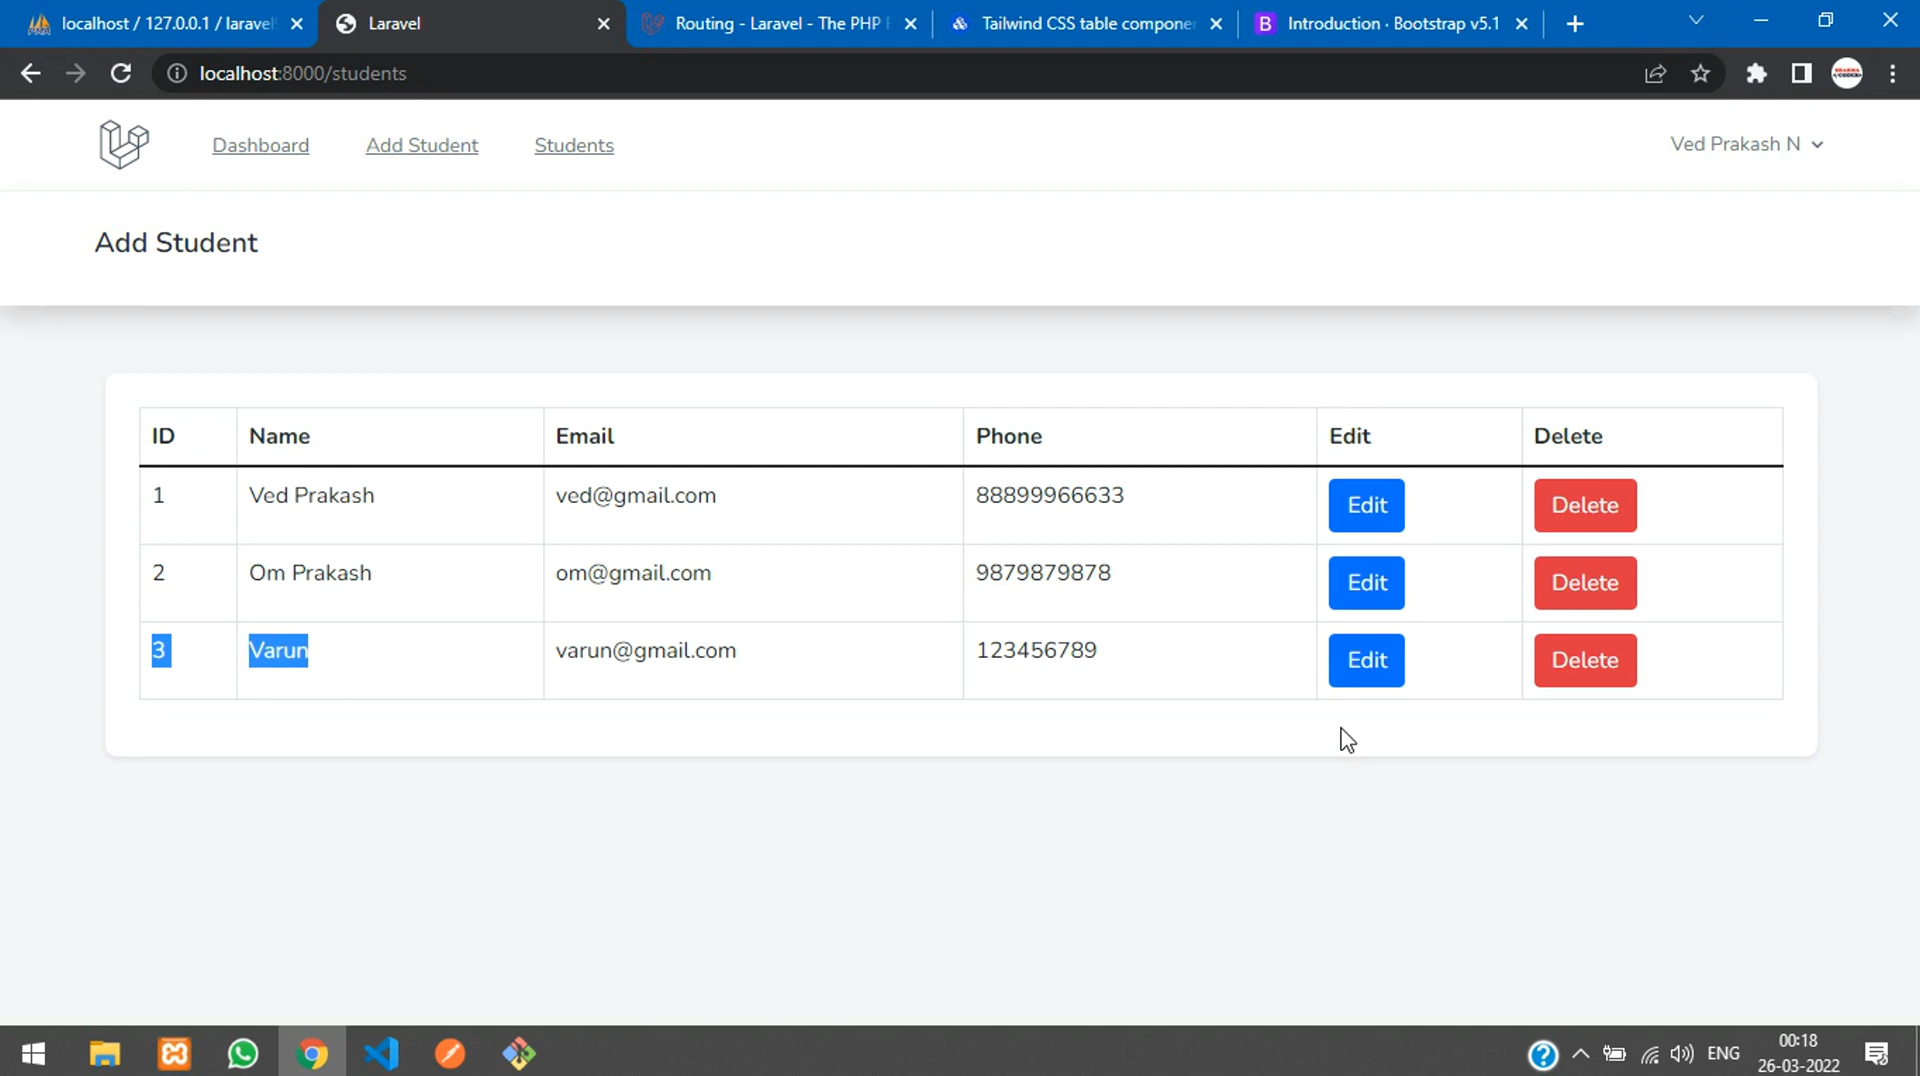 localhost / 127.0.0.1 / laravel
Laravel
Routing - Laravel - The PHP
Tailwind CSS table compone
B Introduction · Bootstrap v5.1
localhost:8000/students
Dashboard
Add Student
Students
Ved Prakash N
Add Student
ID Name Email Phone Edit Delete
1 Ved Prakash ved@gmail.com 88899966633 Edit Delete
2 Om Prakash om@gmail.com 9879879878 Edit Delete
3 Varun varun@gmail.com 123456789 Edit Delete
ENG
00:18
26-03-2022